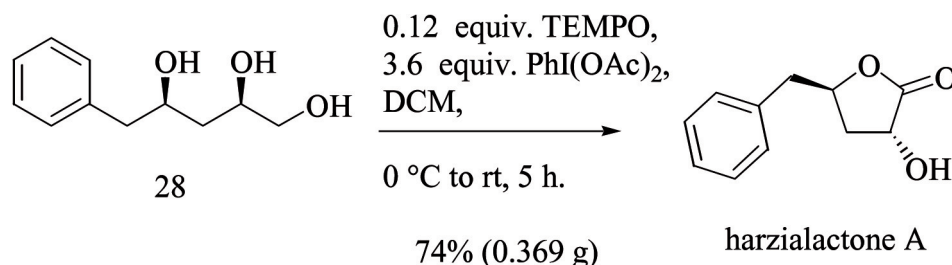 OH OH
OH
28
0.12 equiv. TEMPO,
3.6 equiv. PhI(OAc)₂,
DCM,
0 °C to rt, 5 h.
74% (0.369 g)
O
O
OH
harzialactone A